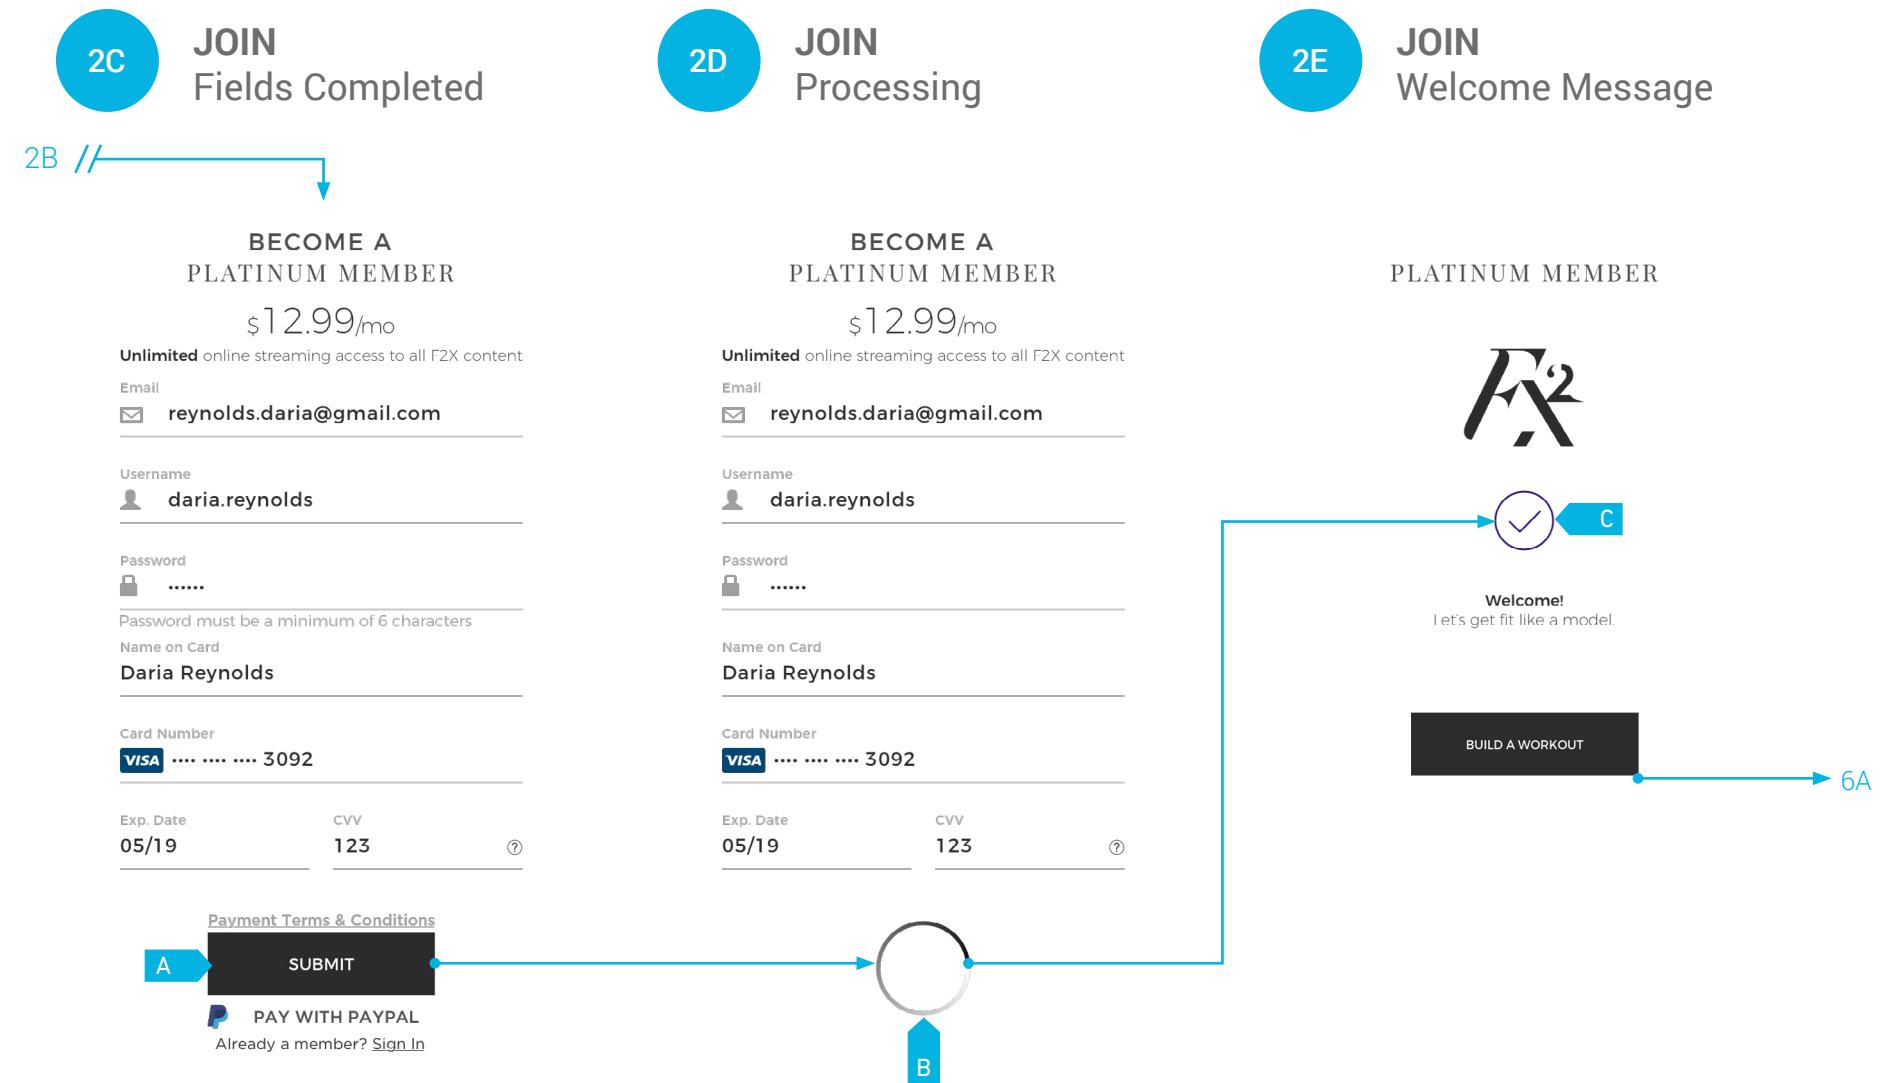 2C
JOIN
Fields Completed
2B
BECOME A
PLATINUM MEMBER
$12.99/mo
Unlimited online streaming access to all F2X content
Email
reynolds.daria@gmail.com
Username
daria.reynolds
Password
••••••
Password must be a minimum of 6 characters
Name on Card
Daria Reynolds
Card Number
VISA •••• •••• •••• 3092
Exp. Date CVV
05/19 123 ?
Payment Terms & Conditions
A
SUBMIT
PAY WITH PAYPAL
Already a member? Sign In
2D
JOIN
Processing
BECOME A
PLATINUM MEMBER
$12.99/mo
Unlimited online streaming access to all F2X content
Email
reynolds.daria@gmail.com
Username
daria.reynolds
Password
••••••
Name on Card
Daria Reynolds
Card Number
VISA •••• •••• •••• 3092
Exp. Date CVV
05/19 123 ?
B
2E
JOIN
Welcome Message
PLATINUM MEMBER
FX2
C
Welcome!
Let's get fit like a model.
BUILD A WORKOUT
6A